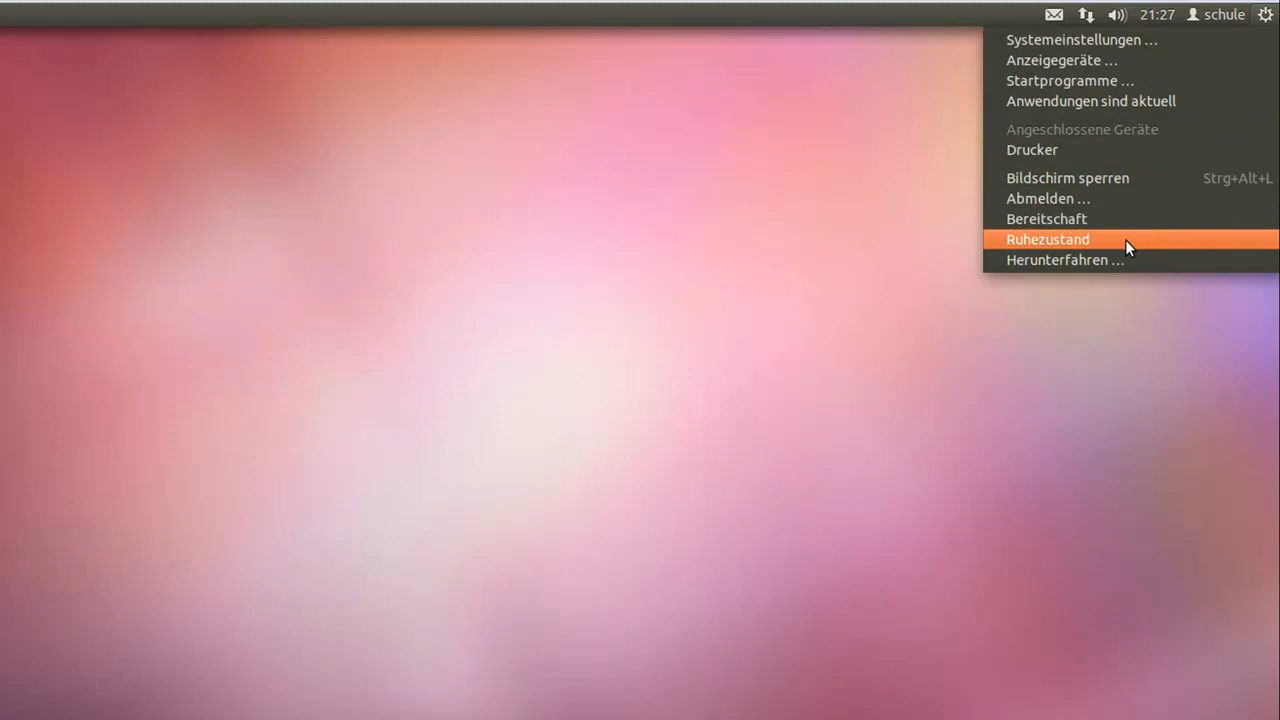 21:27 schule
Systemeinstellungen ...
Anzeigegeräte ...
Startprogramme ...
Anwendungen sind aktuell
Angeschlossene Geräte
Drucker
Bildschirm sperren Strg+Alt+L
Abmelden ...
Bereitschaft
Ruhezustand
Herunterfahren ...